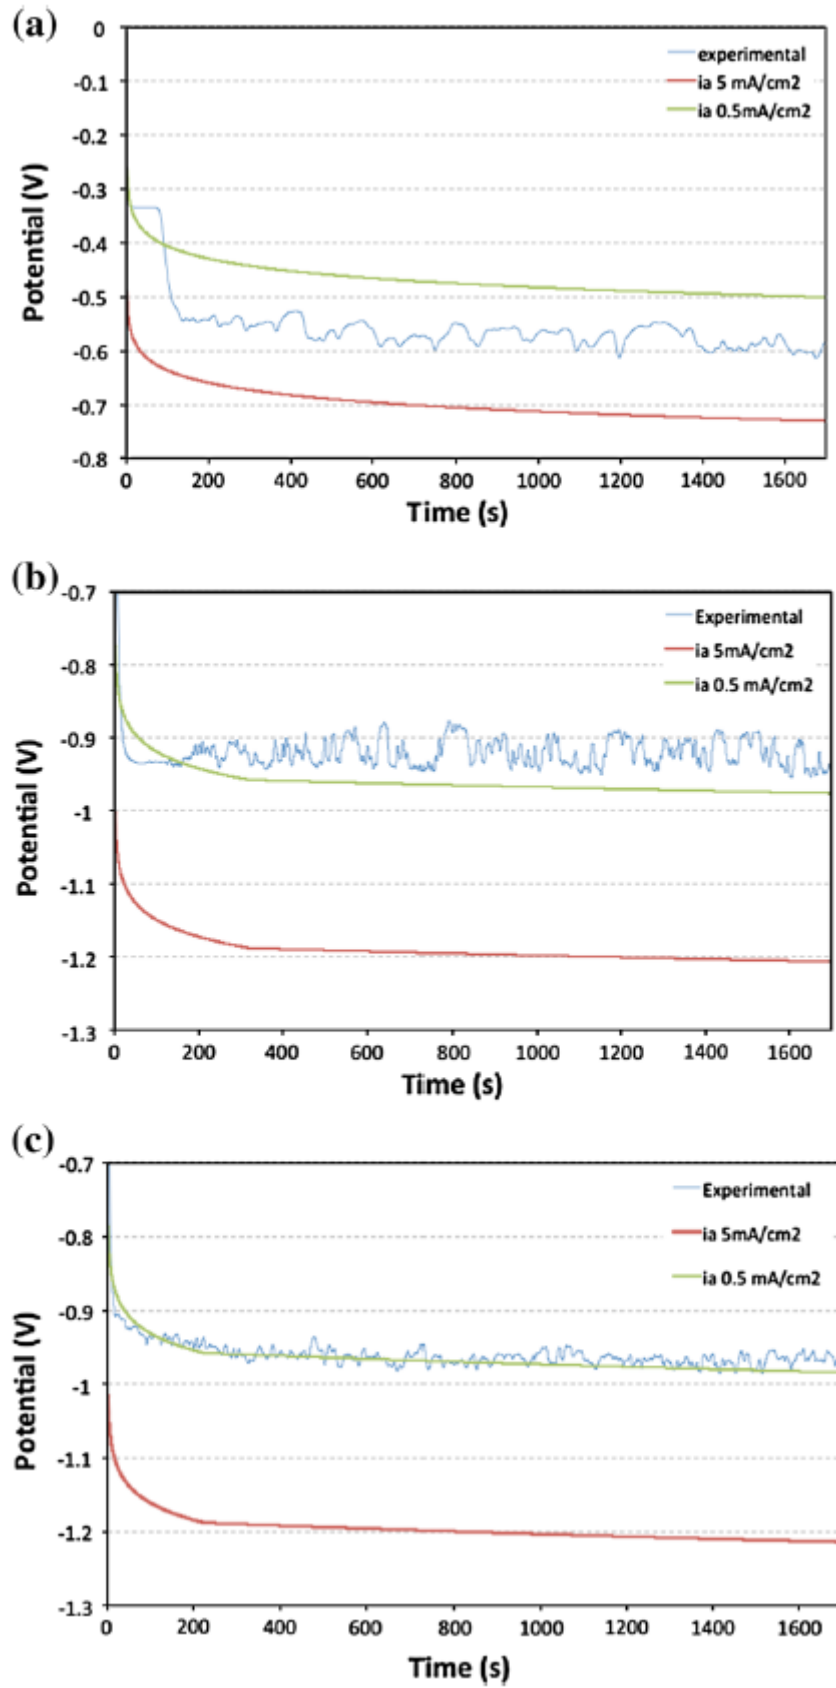 (a)
0
-0.1
-0.2
-0.3
-0.4
-0.5
-0.6
-0.7
-0.8
Potential (V)
experimental
ia 5 mA/cm2
ia 0.5mA/cm2
0 200 400 600 800 1000 1200 1400 1600
Time (s)
(b)
-0.7
-0.8
-0.9
-1
-1.1
-1.2
-1.3
Potential (V)
Experimental
ia 5mA/cm2
ia 0.5 mA/cm2
0 200 400 600 800 1000 1200 1400 1600
Time (s)
(c)
-0.7
-0.8
-0.9
-1
-1.1
-1.2
-1.3
Potential (V)
Experimental
ia 5mA/cm2
ia 0.5 mA/cm2
0 200 400 600 800 1000 1200 1400 1600
Time (s)